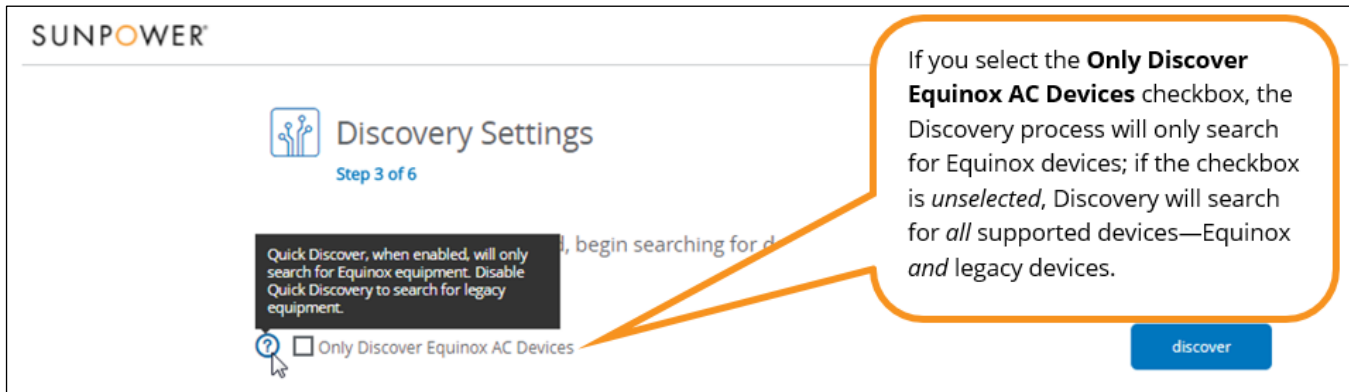 SUNPOWER®
Discovery Settings
Step 3 of 6
, begin searching for d
Quick Discover, when enabled, will only
search for Equinox equipment. Disable
Quick Discovery to search for legacy
equipment.
? Only Discover Equinox AC Devices
discover
If you select the Only Discover
Equinox AC Devices checkbox, the
Discovery process will only search
for Equinox devices; if the checkbox
is unselected, Discovery will search
for all supported devices—Equinox
and legacy devices.